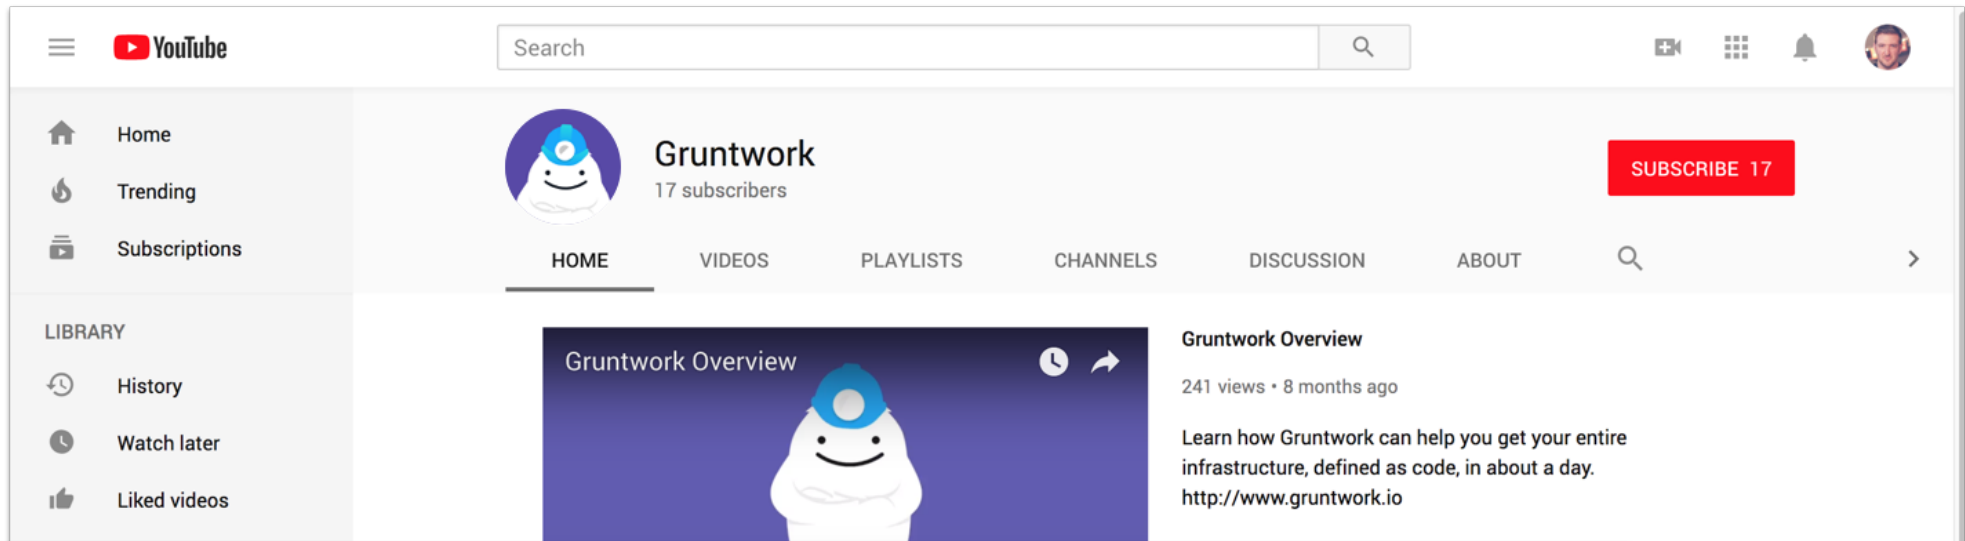 YouTube
Search
Home
Trending
Subscriptions
LIBRARY
History
Watch later
Liked videos
Gruntwork
17 subscribers
SUBSCRIBE 17
HOME VIDEOS PLAYLISTS CHANNELS DISCUSSION ABOUT
Gruntwork Overview
Gruntwork Overview
241 views • 8 months ago
Learn how Gruntwork can help you get your entire
infrastructure, defined as code, in about a day.
http://www.gruntwork.io